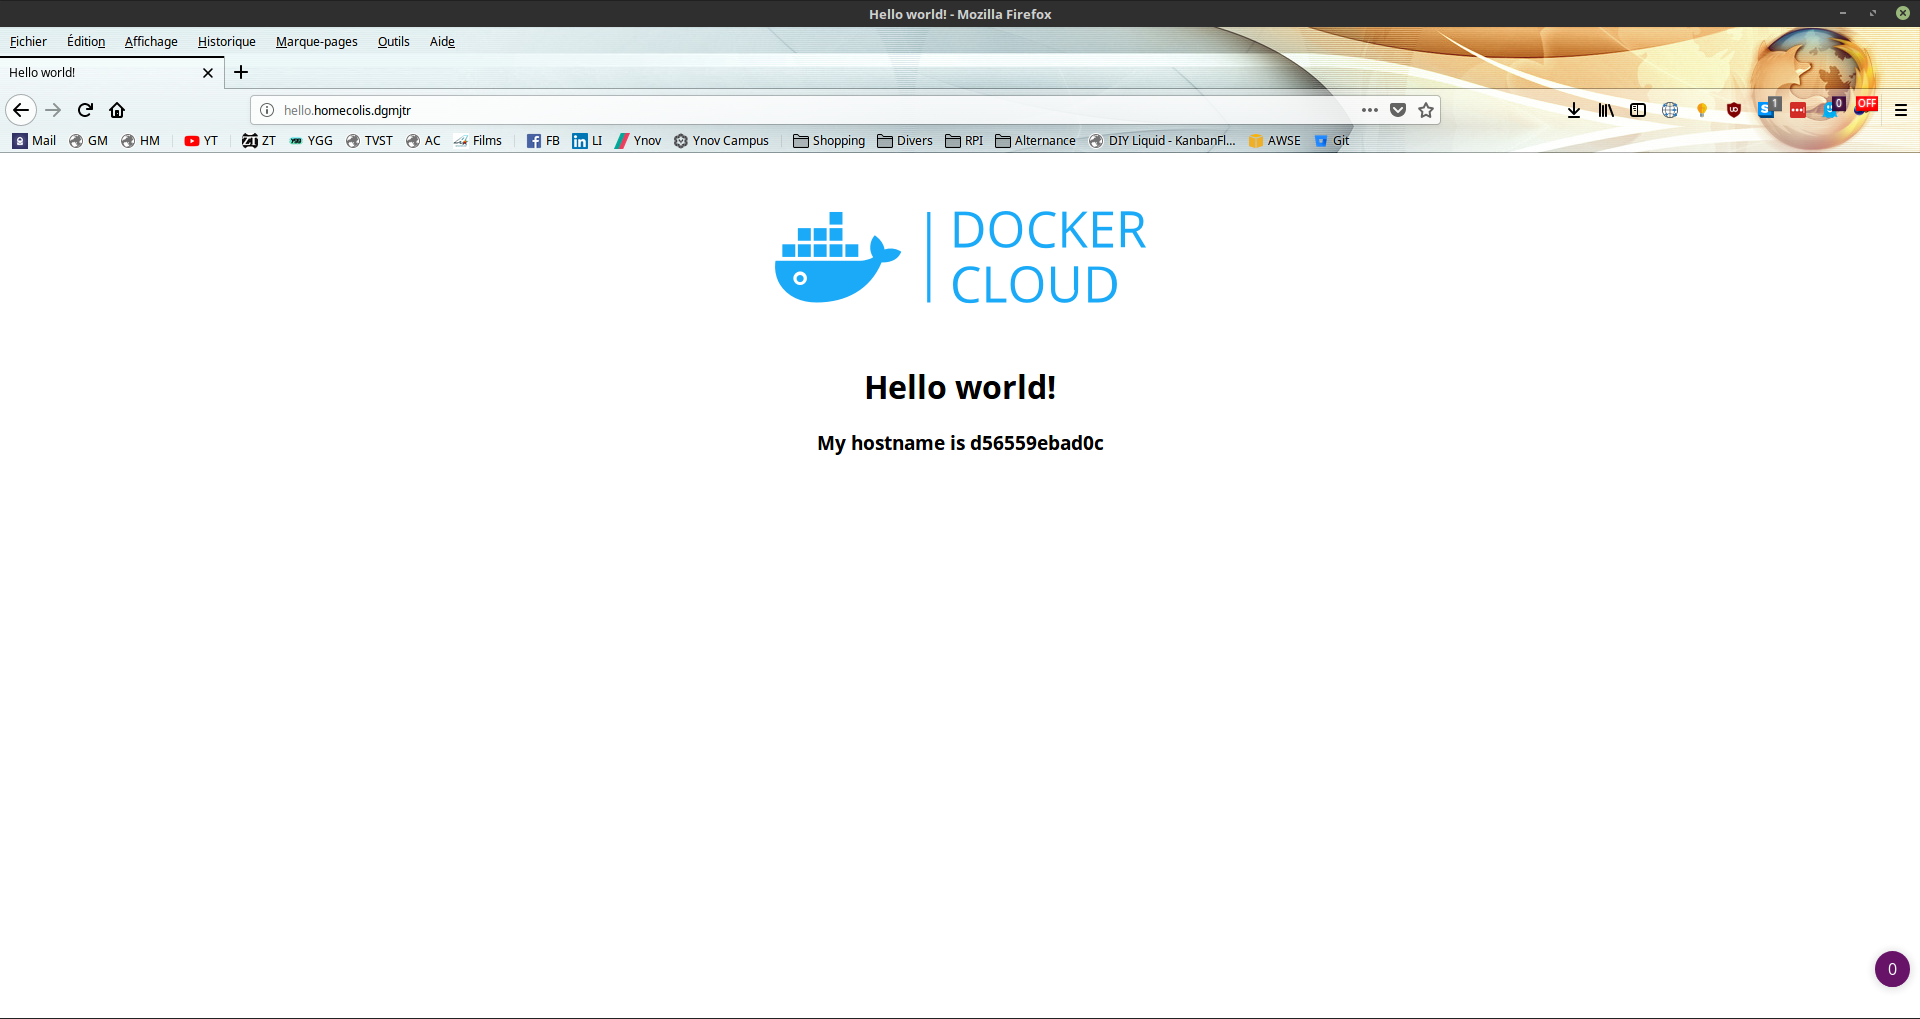 Hello world! - Mozilla Firefox
Fichier Édition Affichage Historique Marque-pages Outils Aide
Hello world!
hello.homecolis.dgmjtr
1 0 OFF
Mail GM HM YT ZT YGG TVST AC Films FB LI Ynov Ynov Campus Shopping Divers RPI Alternance DIY Liquid - KanbanFl... AWSE Git
DOCKER
CLOUD
Hello world!
My hostname is d56559ebad0c
0